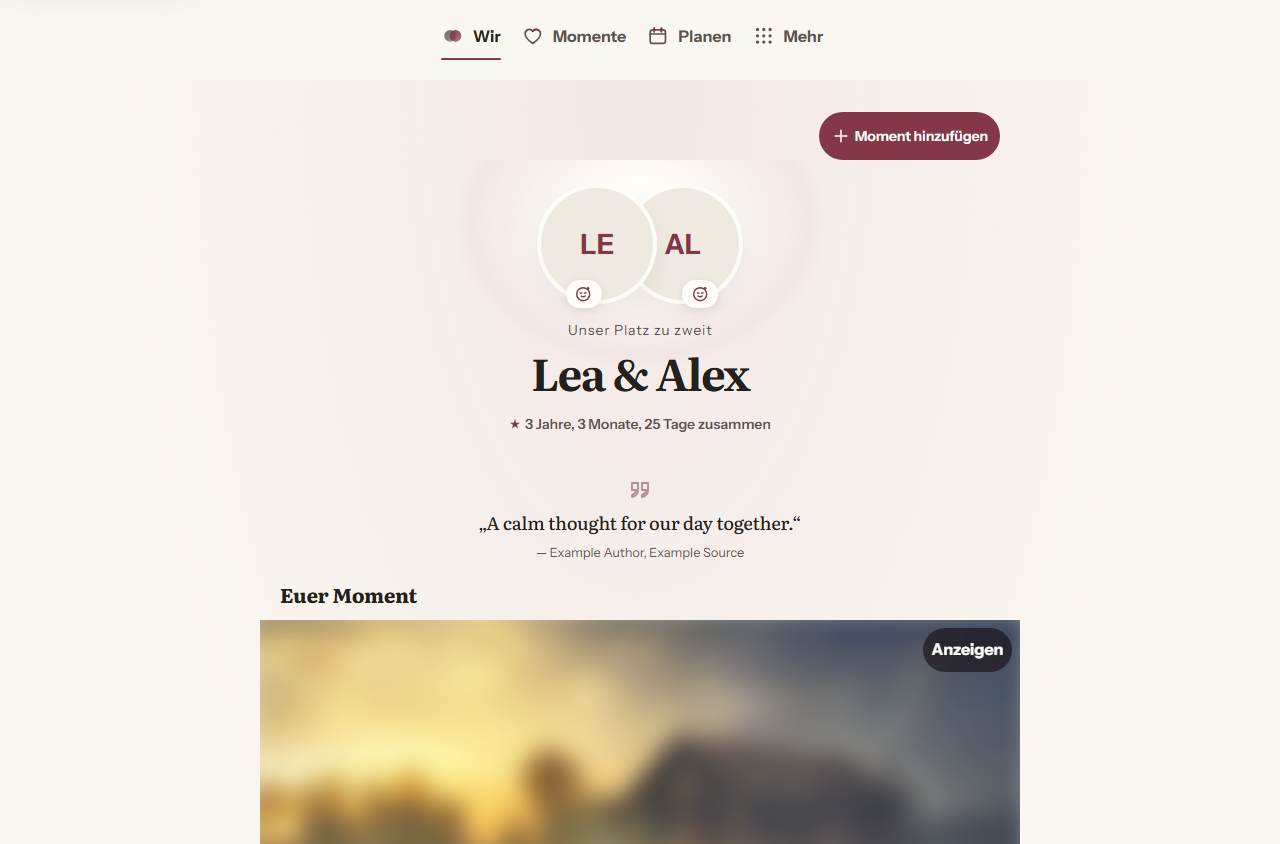 Wir
Momente
Planen
Mehr
Moment hinzufügen
LE
AL
Unser Platz zu zweit
Lea & Alex
★ 3 Jahre, 3 Monate, 25 Tage zusammen
„A calm thought for our day together.“
— Example Author, Example Source
Euer Moment
Anzeigen